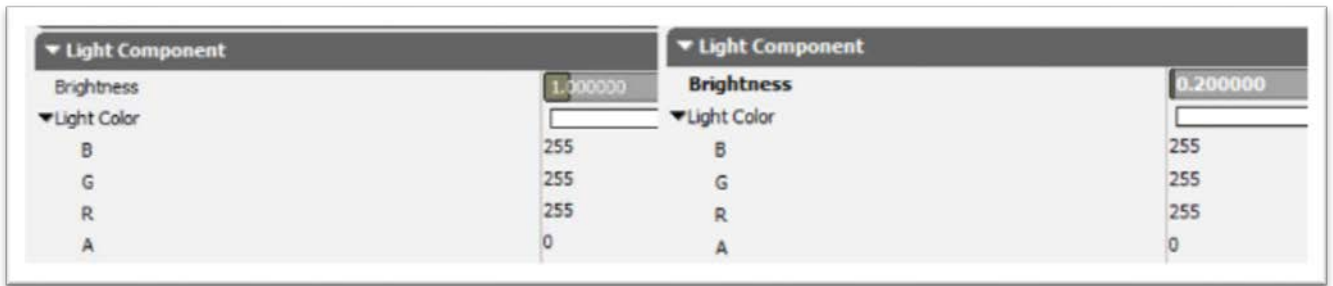 Light Component
Brightness 1.000000
Light Color
B 255
G 255
R 255
A 0
Light Component
Brightness 0.200000
Light Color
B 255
G 255
R 255
A 0